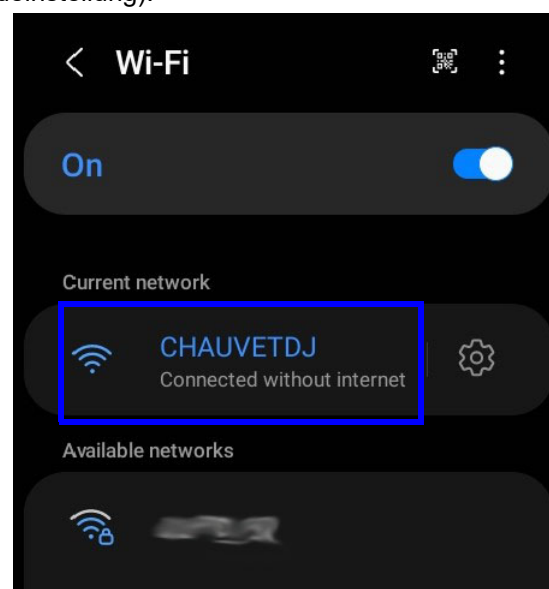 Wi-Fi
On
Current network
CHAUVETDJ
Connected without internet
Available networks